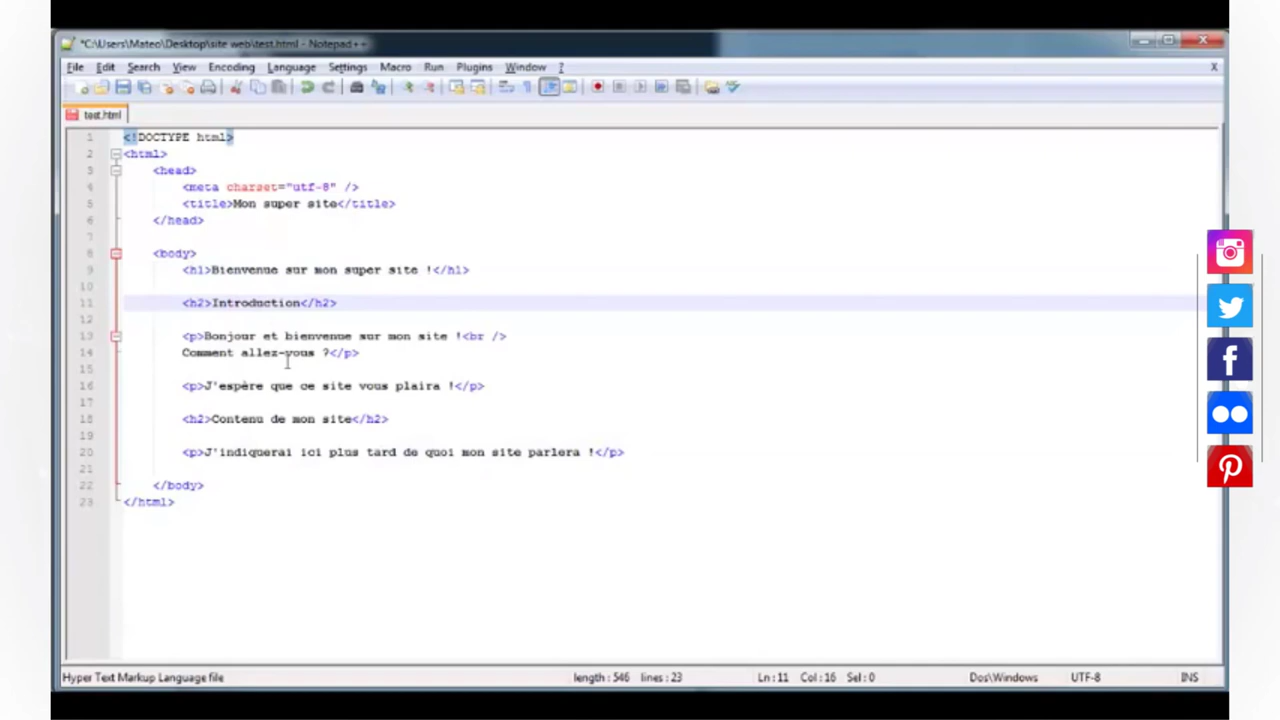 *C:\Users\Mateo\Desktop\site web\test.html - Notepad++
File Edit Search View Encoding Language Settings Macro Run Plugins Window ? X
test.html
1 <!DOCTYPE html>
2 <html>
3 <head>
4 <meta charset="utf-8" />
5 <title>Mon super site</title>
6 </head>
7
8 <body>
9 <h1>Bienvenue sur mon super site !</h1>
10
11 <h2>Introduction</h2>
12
13 <p>Bonjour et bienvenue sur mon site !<br />
14 Comment allez-vous ?</p>
15
16 <p>J'espère que ce site vous plaira !</p>
17
18 <h2>Contenu de mon site</h2>
19
20 <p>J'indiquerai ici plus tard de quoi mon site parlera !</p>
21
22 </body>
23 </html>
Hyper Text Markup Language file length : 546 lines : 23 Ln : 11 Col : 16 Sel : 0 Dos\Windows UTF-8 INS